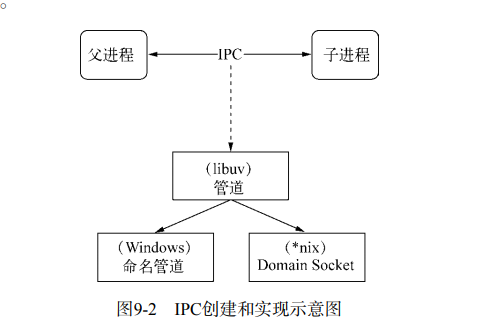 父进程
IPC
子进程
（libuv）
管道
（Windows）
命名管道
（*nix）
Domain Socket
图9-2 IPC创建和实现示意图